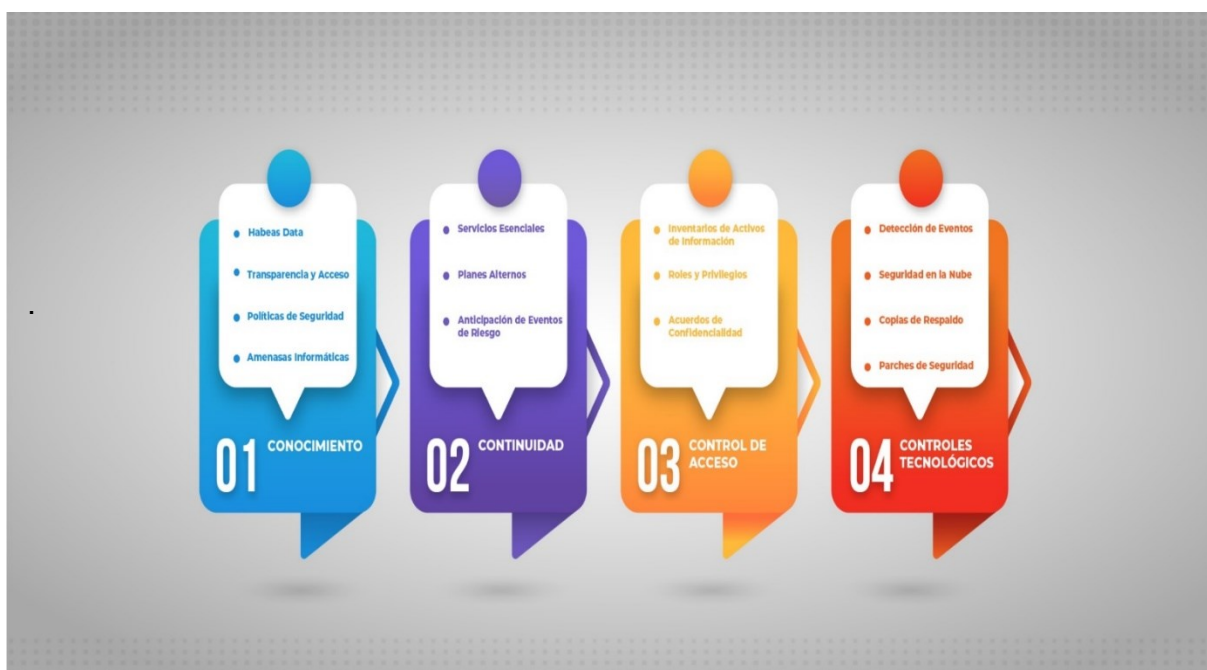 Habeas Data
Transparencia y Acceso
Políticas de Seguridad
Amenasas Informáticas
01 CONOCIMIENTO
Servicios Esenciales
Planes Alternos
Anticipación de Eventos
de Riesgo
02 CONTINUIDAD
Inventarios de Activos
de Información
Roles y Privilegios
Acuerdos de
Confidencialidad
03 CONTROL DE
ACCESO
Detección de Eventos
Seguridad en la Nube
Copias de Respaldo
Parches de Seguridad
04 CONTROLES
TECNOLÓGICOS